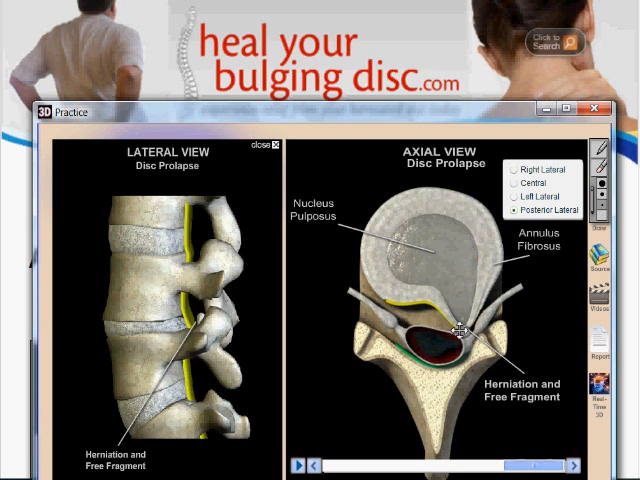 heal your
bulging disc.com
Click to
Search
3D Practice
LATERAL VIEW
Disc Prolapse
close X
AXIAL VIEW
Disc Prolapse
Right Lateral
Central
Left Lateral
Posterior Lateral
Nucleus
Pulposus
Annulus
Fibrosus
Herniation and
Free Fragment
Herniation and
Free Fragment
Draw
Source
Videos
Report
Real-
Time
3D